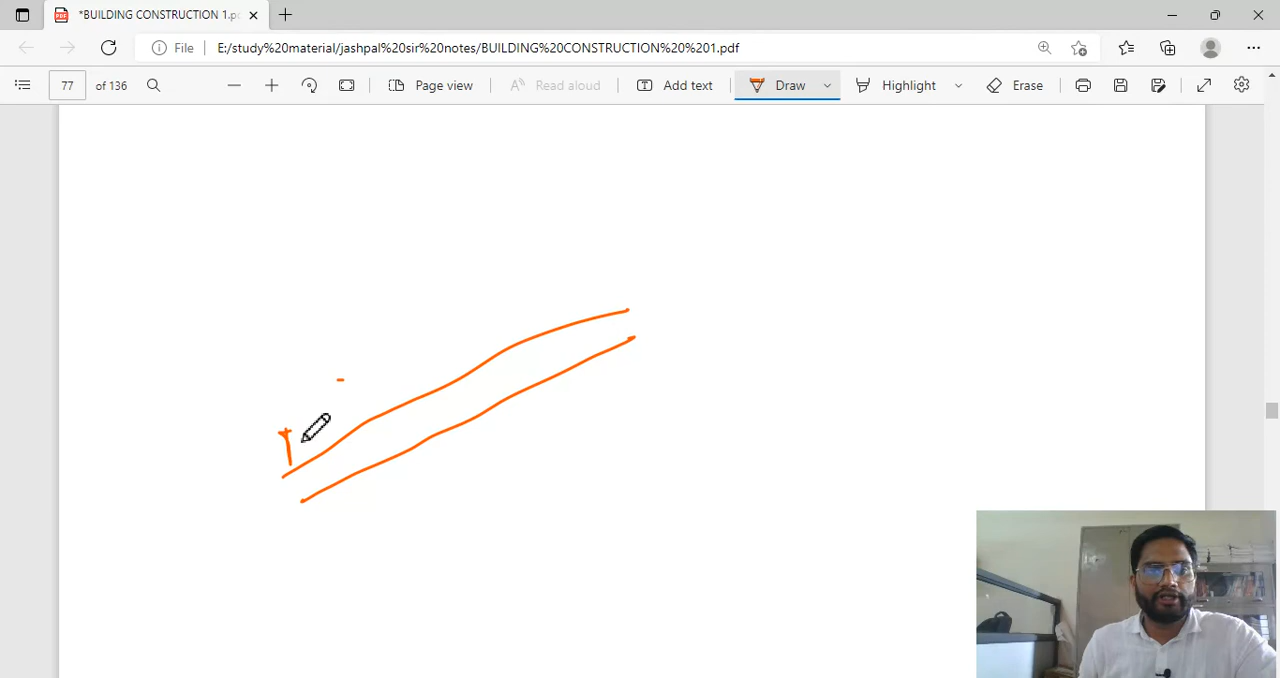 *BUILDING CONSTRUCTION 1.p
File
E:/study%20material/jashpal%20sir%20notes/BUILDING%20CONSTRUCTION%20%201.pdf
77 of 136
Page view
Read aloud
Add text
Draw
Highlight
Erase